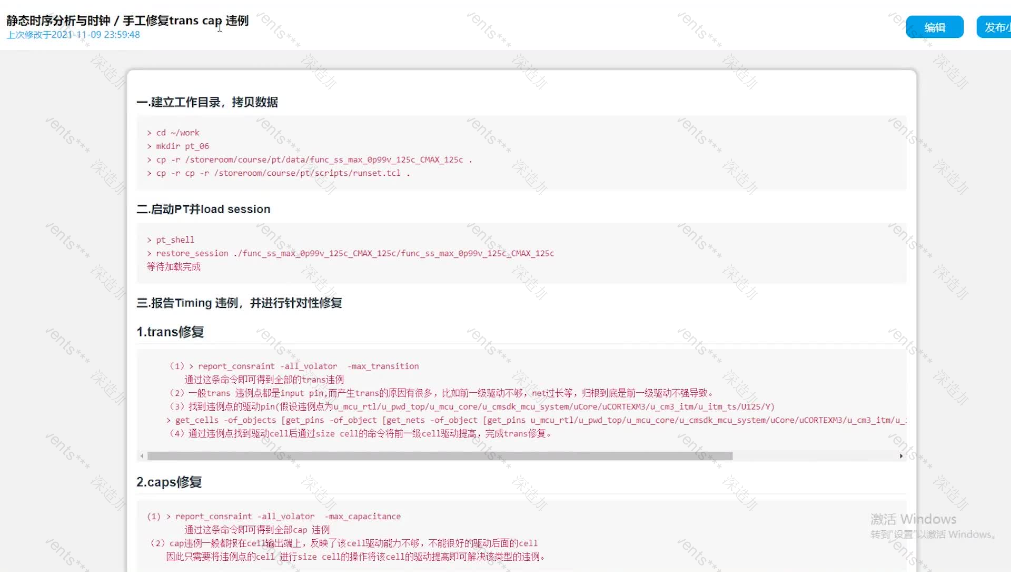 静态时序分析与时钟 / 手工修复trans cap 违例
上次修改于2021-11-09 23:59:48
编辑
发布
一.建立工作目录，拷贝数据
> cd ~/work
> mkdir pt_06
> cp -r /storeroom/course/pt/data/func_ss_max_0p99v_125c_CMAX_125c .
> cp -r cp -r /storeroom/course/pt/scripts/runset.tcl .
二.启动PT并load session
> pt_shell
> restore_session ./func_ss_max_0p99v_125c_CMAX_125c/func_ss_max_0p99v_125c_CMAX_125c
等待加载完成
三.报告Timing 违例，并进行针对性修复
1.trans修复
（1）> report_consraint -all_volator -max_transition
通过这条命令即可得到全部的trans违例
（2）一般trans 违例点都是input pin,而产生trans的原因有很多，比如前一级驱动不够，net过长等，归根到底是前一级驱动不强导致。
（3）找到违例点的驱动pin(假设违例点为u_mcu_rtl/u_pwd_top/u_mcu_core/u_cmsdk_mcu_system/uCore/uCORTEXM3/u_cm3_itm/u_itm_ts/U125/Y)
> get_cells -of_objects [get_pins -of_object [get_nets -of_object [get_pins u_mcu_rtl/u_pwd_top/u_mcu_core/u_cmsdk_mcu_system/uCore/uCORTEXM3/u_cm3_itm/u_
（4）通过违例点找到驱动cell后通过size cell的命令将前一级cell驱动提高，完成trans修复。
2.caps修复
(1) > report_consraint -all_volator -max_capacitance
通过这条命令即可得到全部cap 违例
（2）cap违例一般都报在cell输出端上，反映了该cell驱动能力不够，不能很好的驱动后面的cell
因此只需要将违例点的cell 进行size cell的操作将该cell的驱动提高即可解决该类型的违例。
激活 Windows
转到"设置"以激活 Windows。